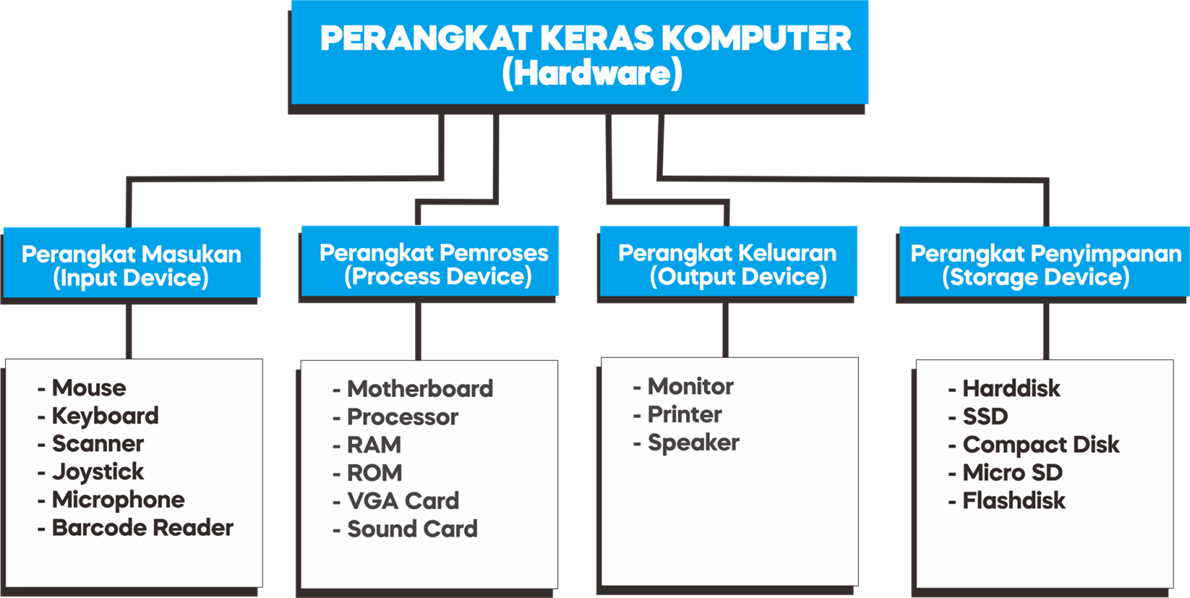 PERANGKAT KERAS KOMPUTER
(Hardware)
Perangkat Masukan
(Input Device)
- Mouse
- Keyboard
- Scanner
- Joystick
- Microphone
- Barcode Reader
Perangkat Pemroses
(Process Device)
- Motherboard
- Processor
- RAM
- ROM
- VGA Card
- Sound Card
Perangkat Keluaran
(Output Device)
- Monitor
- Printer
- Speaker
Perangkat Penyimpanan
(Storage Device)
- Harddisk
- SSD
- Compact Disk
- Micro SD
- Flashdisk